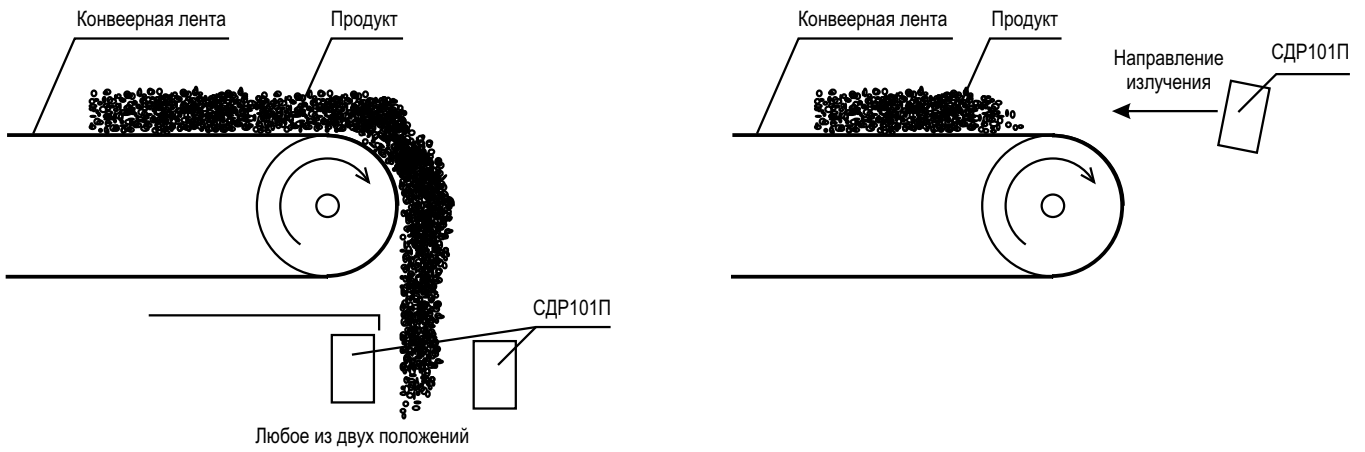 Конвеерная лента
Продукт
СДР101П
Любое из двух положений
Конвеерная лента
Продукт
Направление
излучения
СДР101П